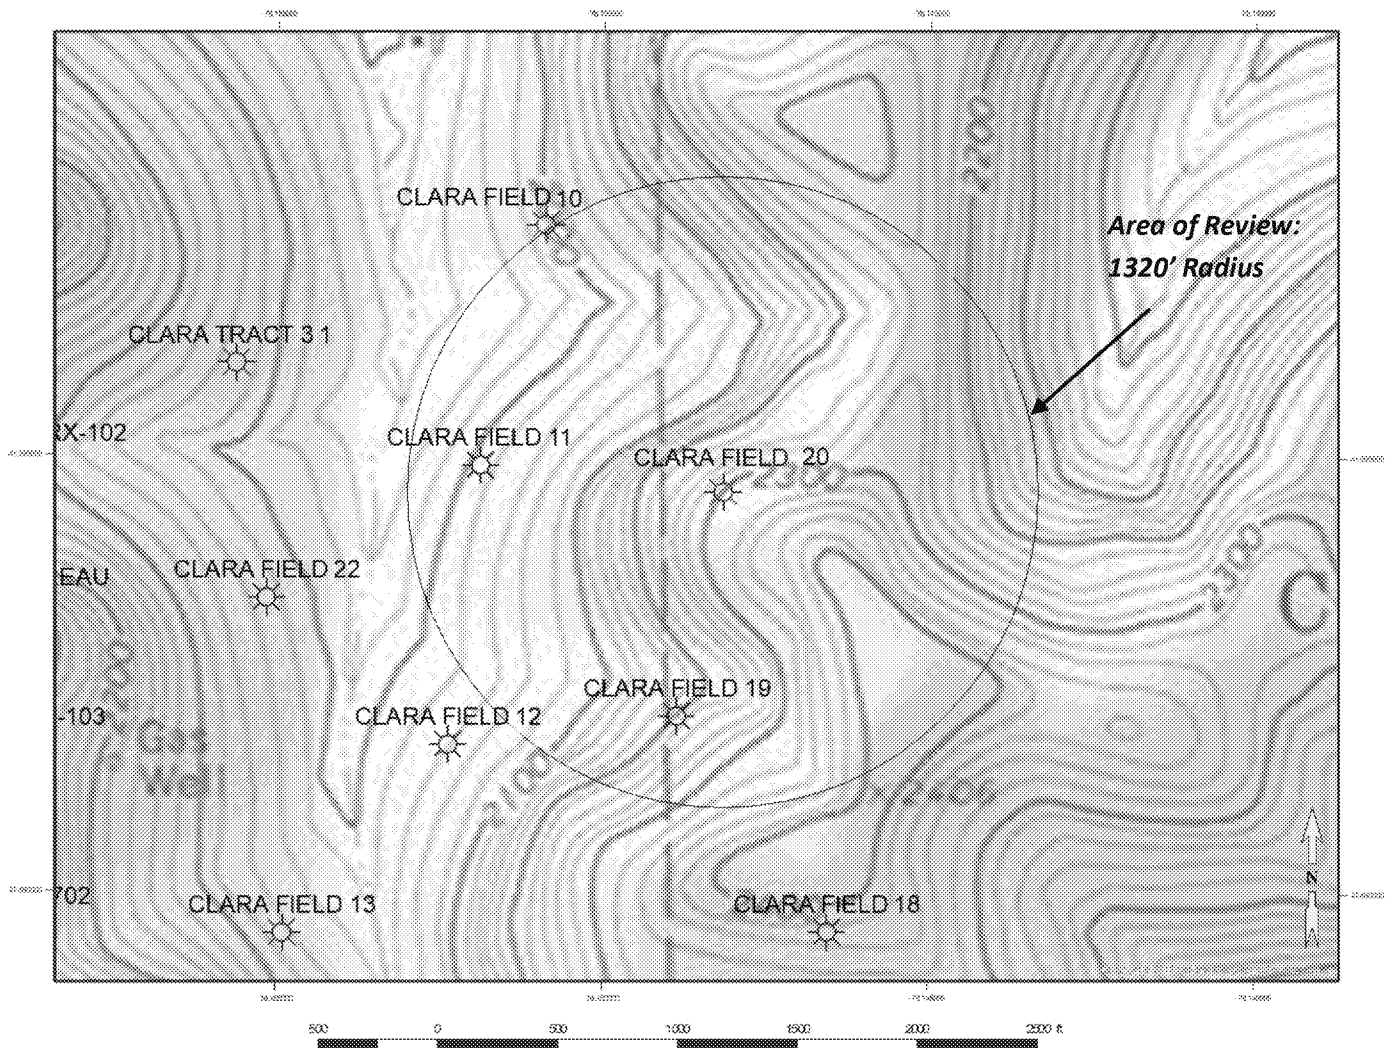 CLARA FIELD 10
Area of Review:
1320' Radius
CLARA TRACT 3 1
RX-102
CLARA FIELD 11
CLARA FIELD 20
2300
EAU
CLARA FIELD 22
2300
C
CLARA FIELD 19
-103
CLARA FIELD 12
Gas
Well
2100
2400
N
702
CLARA FIELD 13
CLARA FIELD 18
500 0 500 1000 1500 2000 2500 ft